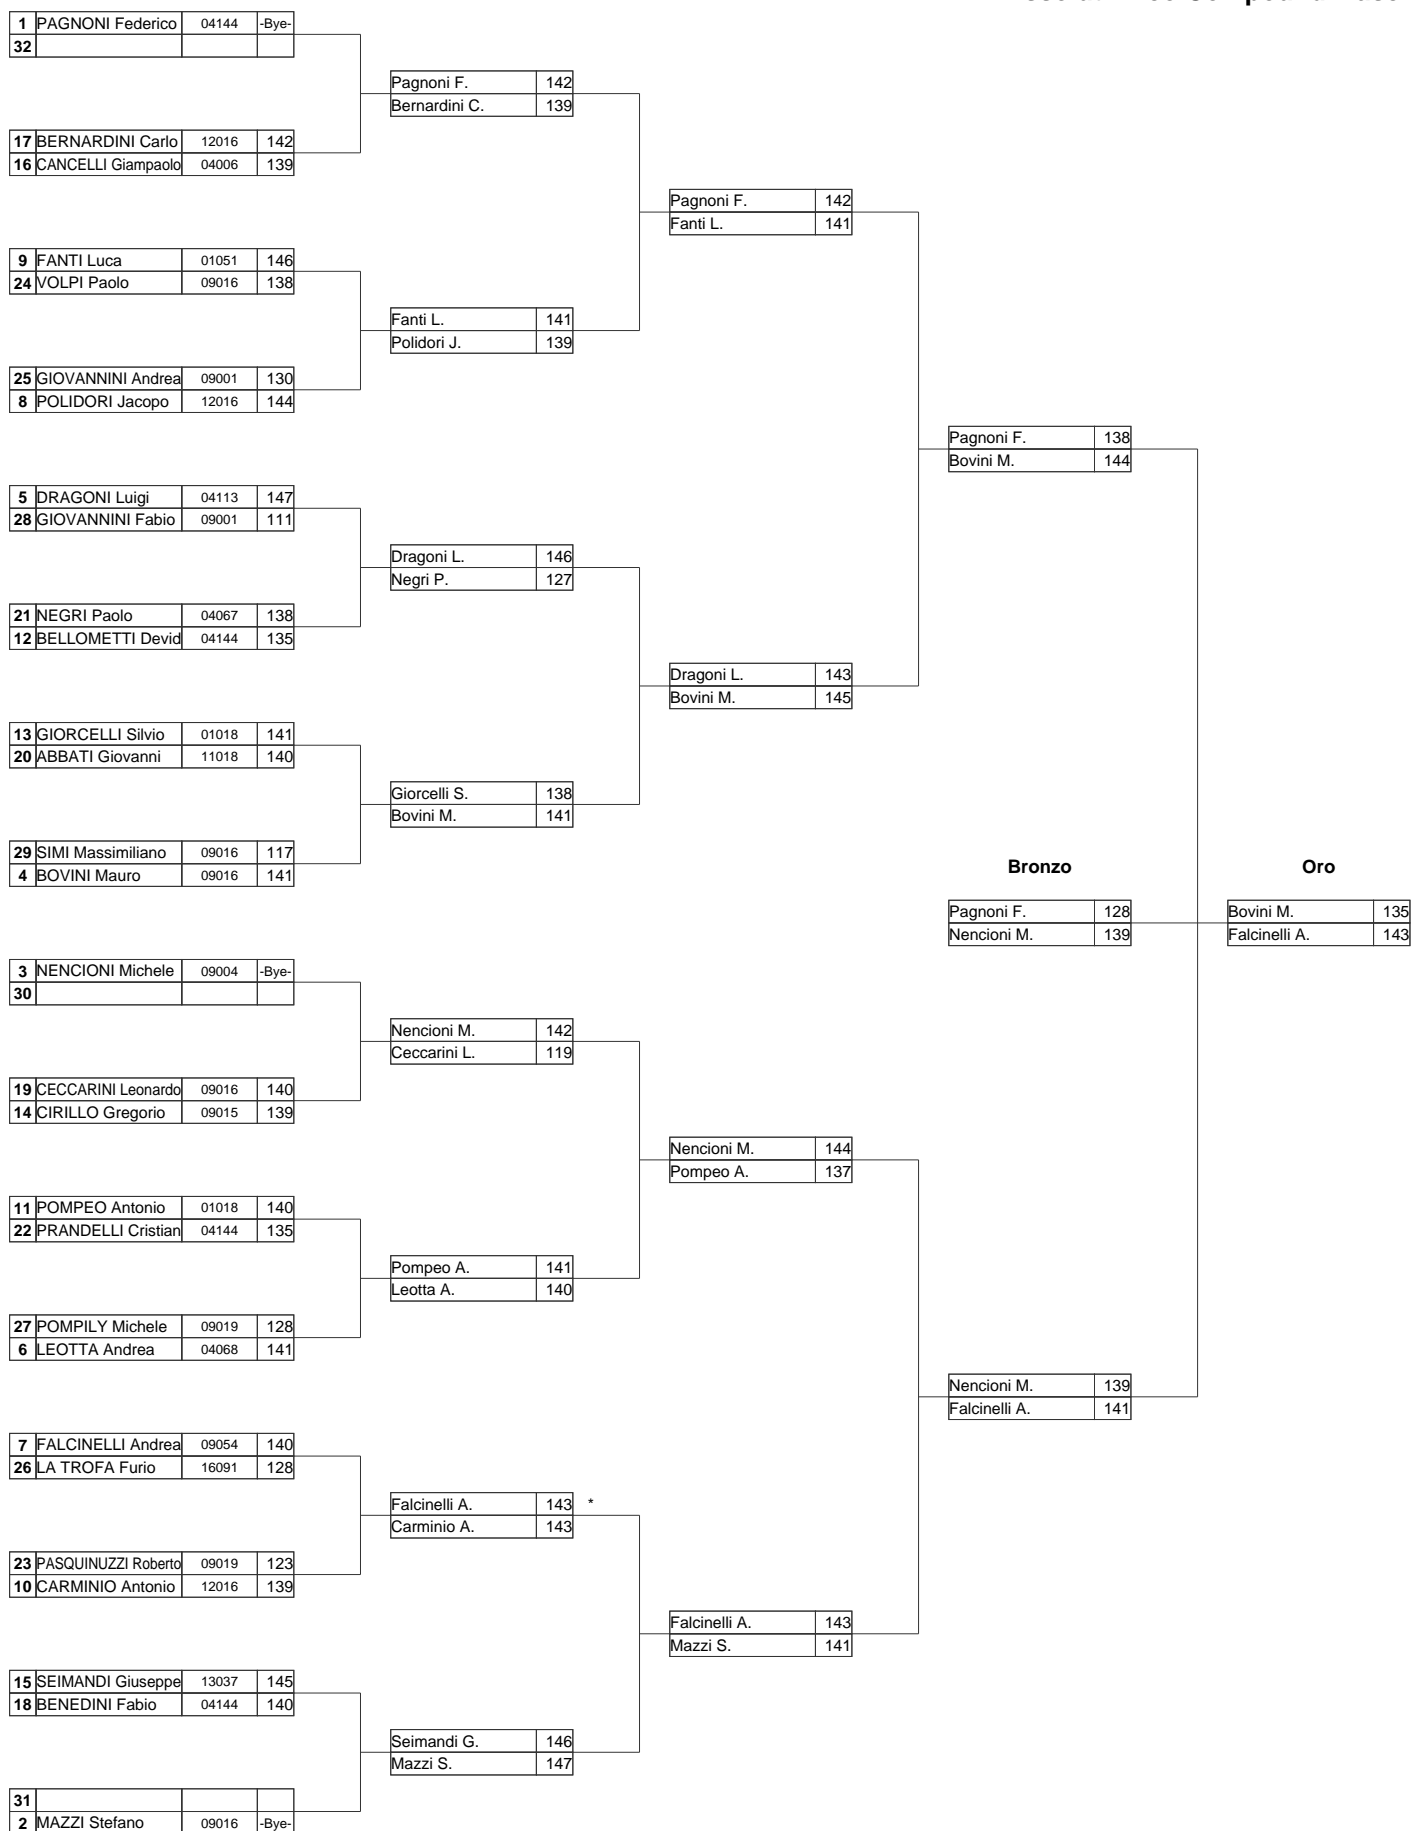 1 PAGNONI Federico 04144 -Bye-
32
Pagnoni F. 142
Bernardini C. 139
17 BERNARDINI Carlo 12016 142
16 CANCELLI Giampaolo 04006 139
Pagnoni F. 142
Fanti L. 141
9 FANTI Luca 01051 146
24 VOLPI Paolo 09016 138
Fanti L. 141
Polidori J. 139
25 GIOVANNINI Andrea 09001 130
8 POLIDORI Jacopo 12016 144
Pagnoni F. 138
Bovini M. 144
5 DRAGONI Luigi 04113 147
28 GIOVANNINI Fabio 09001 111
Dragoni L. 146
Negri P. 127
21 NEGRI Paolo 04067 138
12 BELLOMETTI Devid 04144 135
Dragoni L. 143
Bovini M. 145
13 GIORCELLI Silvio 01018 141
20 ABBATI Giovanni 11018 140
Giorcelli S. 138
Bovini M. 141
29 SIMI Massimiliano 09016 117
4 BOVINI Mauro 09016 141
Bronzo Oro
Pagnoni F. 128 Bovini M. 135
Nencioni M. 139 Falcinelli A. 143
3 NENCIONI Michele 09004 -Bye-
30
Nencioni M. 142
Ceccarini L. 119
19 CECCARINI Leonardo 09016 140
14 CIRILLO Gregorio 09015 139
Nencioni M. 144
Pompeo A. 137
11 POMPEO Antonio 01018 140
22 PRANDELLI Cristian 04144 135
Pompeo A. 141
Leotta A. 140
27 POMPILY Michele 09019 128
6 LEOTTA Andrea 04068 141
Nencioni M. 139
Falcinelli A. 141
7 FALCINELLI Andrea 09054 140
26 LA TROFA Furio 16091 128
Falcinelli A. 143 *
Carminio A. 143
23 PASQUINUZZI Roberto 09019 123
10 CARMINIO Antonio 12016 139
Falcinelli A. 143
Mazzi S. 141
15 SEIMANDI Giuseppe 13037 145
18 BENEDINI Fabio 04144 140
Seimandi G. 146
Mazzi S. 147
31
2 MAZZI Stefano 09016 -Bye-